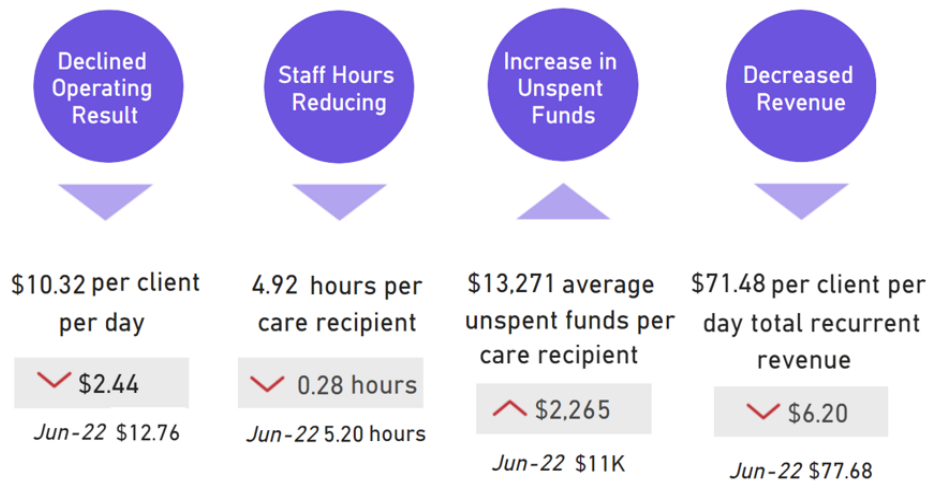 Declined
Operating
Result
Staff Hours
Reducing
Increase in
Unspent
Funds
Decreased
Revenue
$10.32 per client
per day
$2.44
Jun-22 $12.76
4.92 hours per
care recipient
0.28 hours
Jun-22 5.20 hours
$13,271 average
unspent funds per
care recipient
$2,265
Jun-22 $11K
$71.48 per client per
day total recurrent
revenue
$6.20
Jun-22 $77.68